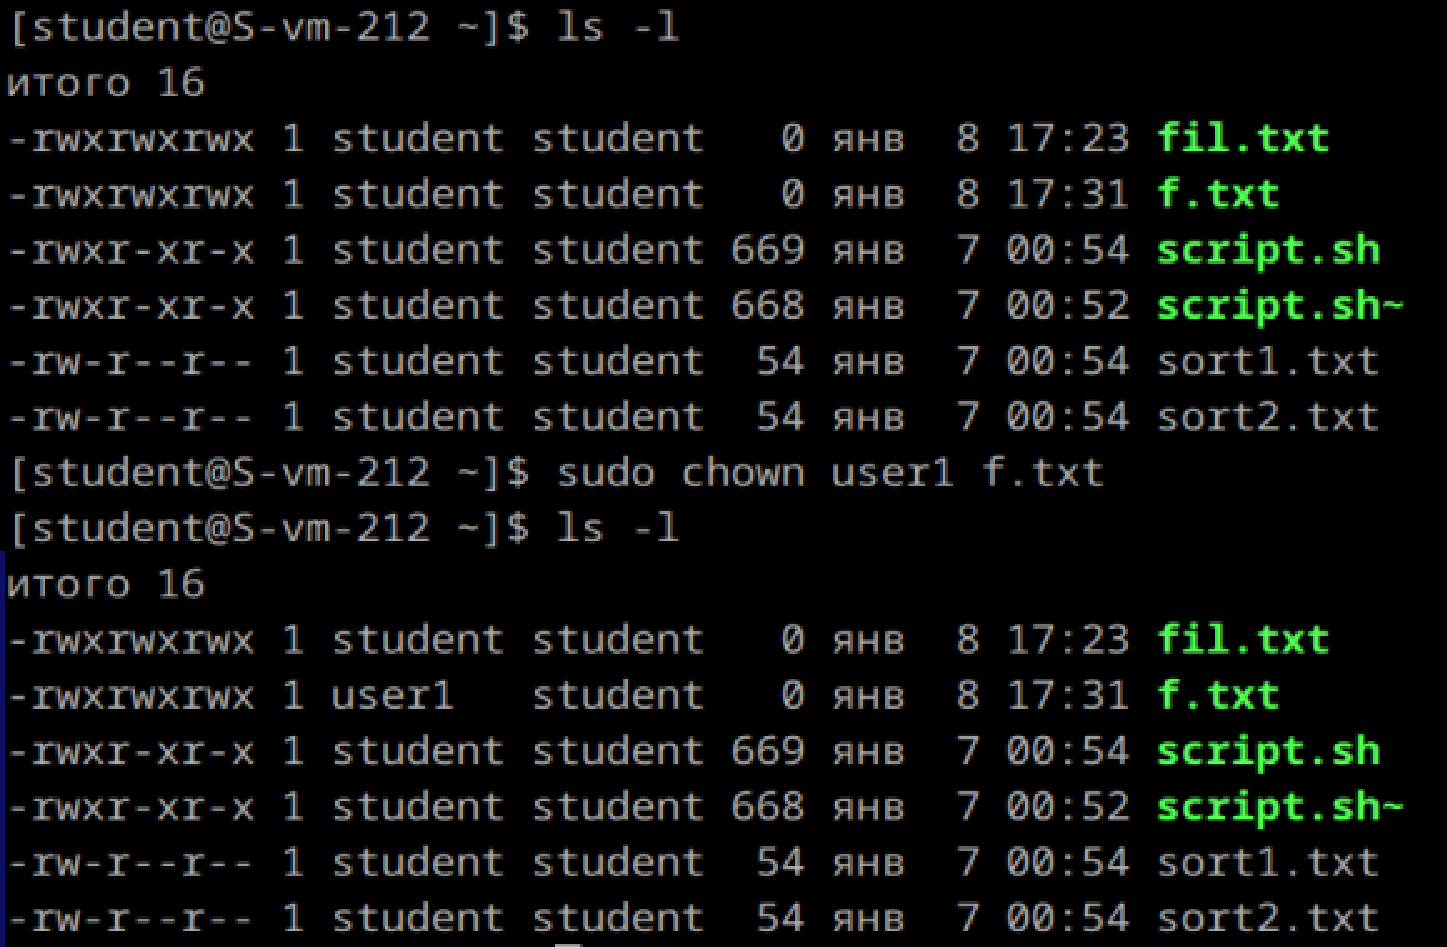 [student@S-vm-212 ~]$ ls -l
итого 16
-rwxrwxrwx 1 student student   0 янв  8 17:23 fil.txt
-rwxrwxrwx 1 student student   0 янв  8 17:31 f.txt
-rwxr-xr-x 1 student student 669 янв  7 00:54 script.sh
-rwxr-xr-x 1 student student 668 янв  7 00:52 script.sh~
-rw-r--r-- 1 student student  54 янв  7 00:54 sort1.txt
-rw-r--r-- 1 student student  54 янв  7 00:54 sort2.txt
[student@S-vm-212 ~]$ sudo chown user1 f.txt
[student@S-vm-212 ~]$ ls -l
итого 16
-rwxrwxrwx 1 student student   0 янв  8 17:23 fil.txt
-rwxrwxrwx 1 user1   student   0 янв  8 17:31 f.txt
-rwxr-xr-x 1 student student 669 янв  7 00:54 script.sh
-rwxr-xr-x 1 student student 668 янв  7 00:52 script.sh~
-rw-r--r-- 1 student student  54 янв  7 00:54 sort1.txt
-rw-r--r-- 1 student student  54 янв  7 00:54 sort2.txt